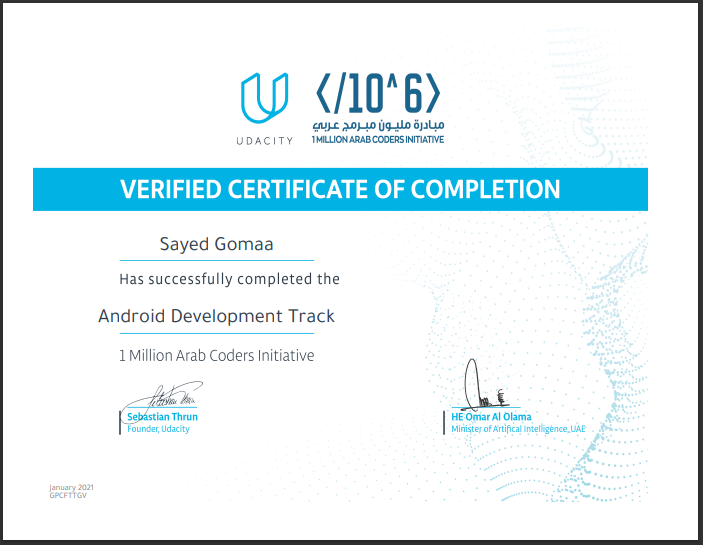 UDACITY
</10^6>
مبادرة مليون مبرمج عربي
1 MILLION ARAB CODERS INITIATIVE
VERIFIED CERTIFICATE OF COMPLETION
Sayed Gomaa
Has successfully completed the
Android Development Track
1 Million Arab Coders Initiative
Sebastian Thrun
Founder, Udacity
HE Omar Al Olama
Minister of Artifical Intelligence,UAE
January 2021
GPCFTTGV